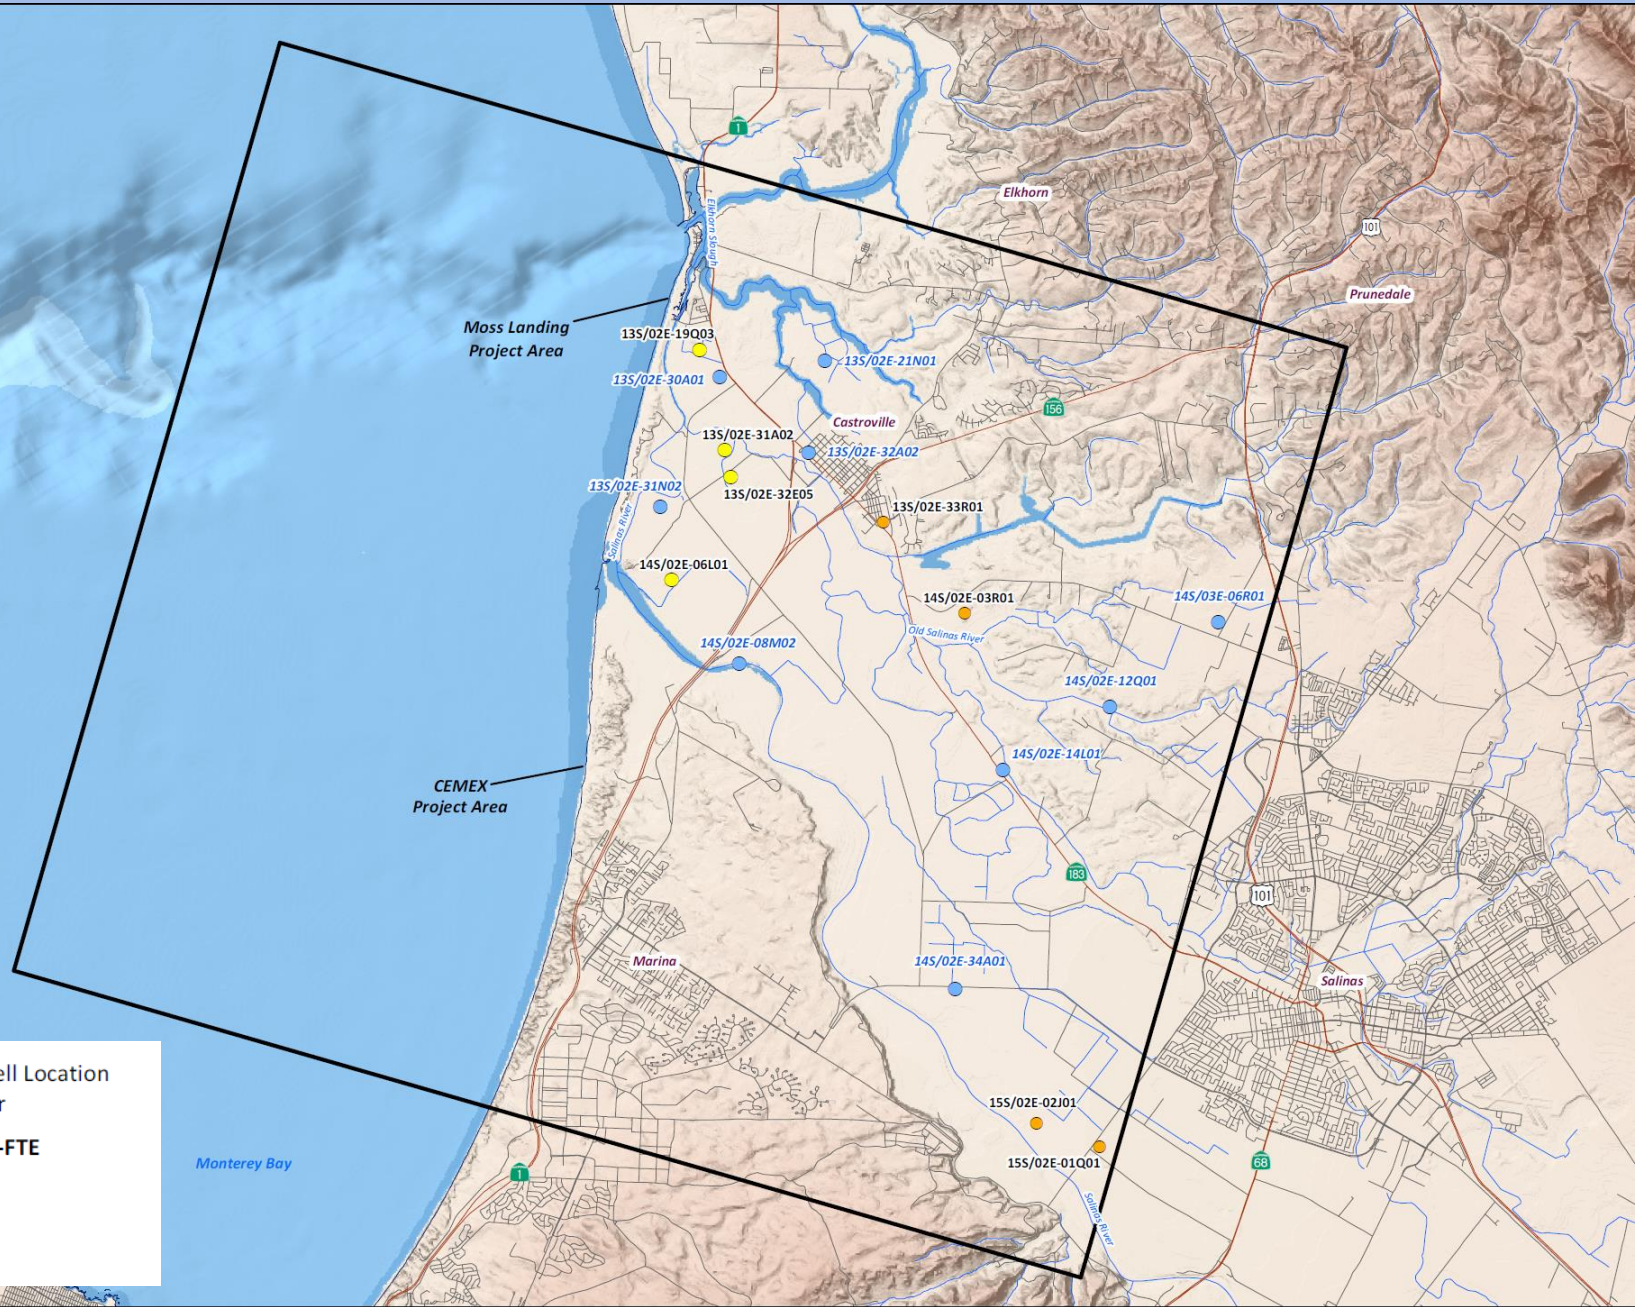 1
Elkhorn
101
Elkhorn Slough
Prunedale
Moss Landing
Project Area
13S/02E-19Q03
13S/02E-21N01
13S/02E-30A01
156
Castroville
13S/02E-31A02
13S/02E-32A02
13S/02E-31N02
13S/02E-32E05
13S/02E-33R01
Salinas River
14S/02E-06L01
14S/02E-03R01
14S/03E-06R01
Old Salinas River
14S/02E-08M02
14S/02E-12Q01
14S/02E-14L01
CEMEX
Project Area
183
101
Marina
14S/02E-34A01
Salinas
ell Location
r
-FTE
15S/02E-02J01
15S/02E-01Q01
Monterey Bay
1
68
Salinas River